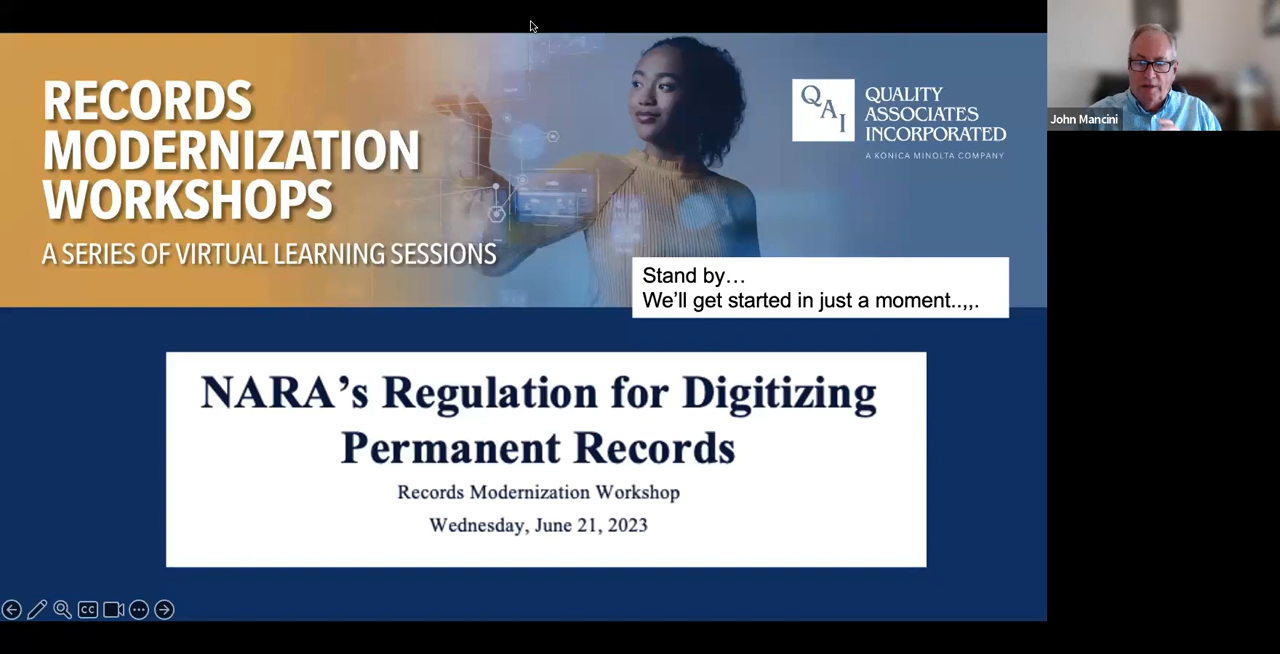 RECORDS
MODERNIZATION
WORKSHOPS
A SERIES OF VIRTUAL LEARNING SESSIONS
QAI
QUALITY
ASSOCIATES
INCORPORATED
A KONICA MINOLTA COMPANY
John Mancini
Stand by…
We’ll get started in just a moment..,,.
NARA’s Regulation for Digitizing
Permanent Records
Records Modernization Workshop
Wednesday, June 21, 2023
CC